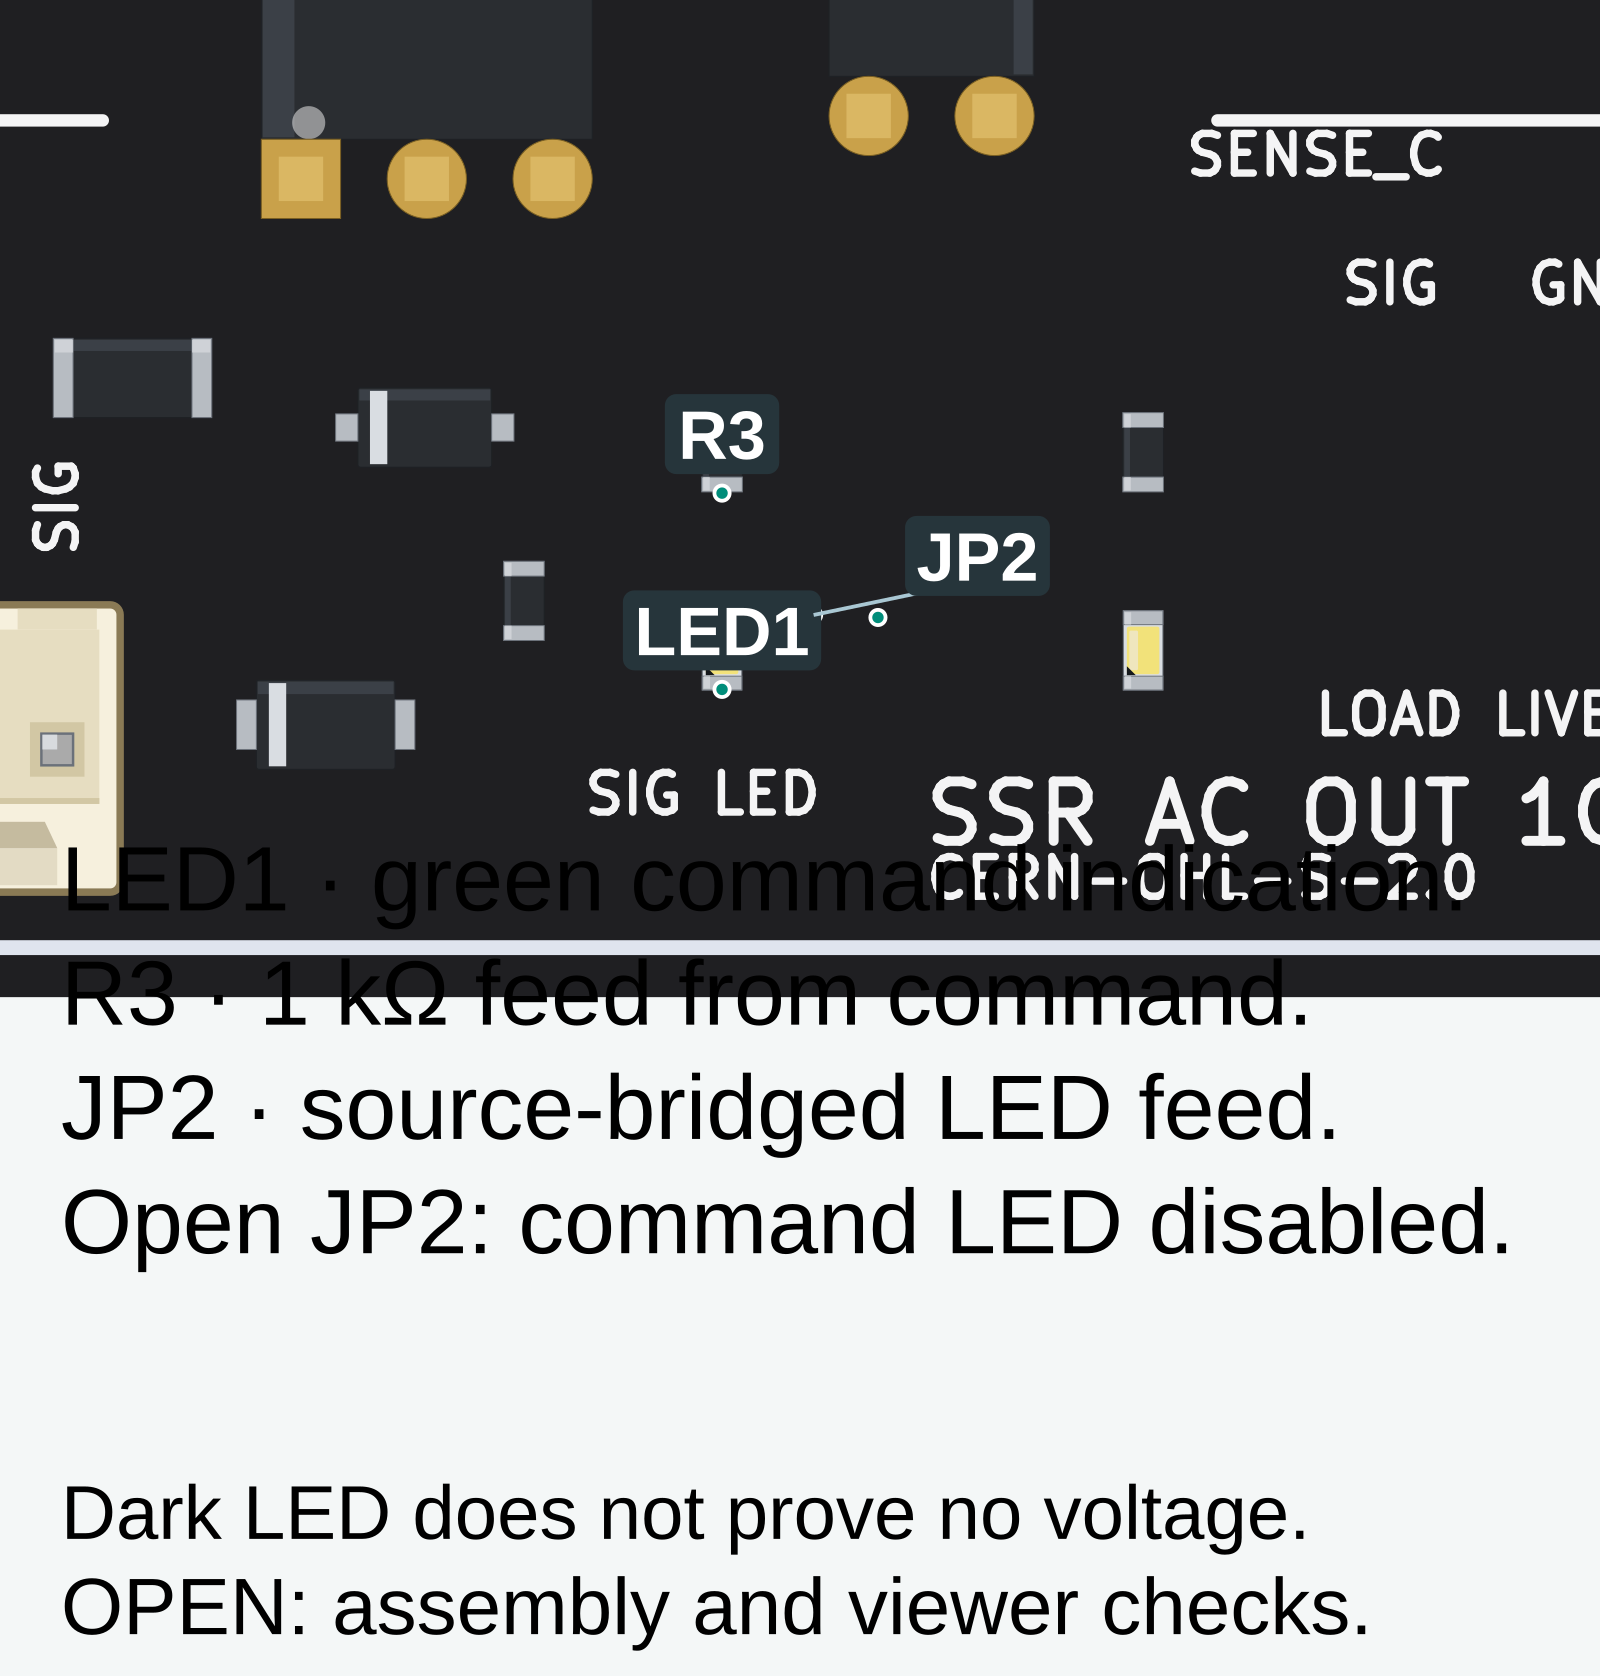 SENSE_C
SIG
GN
R3
SIG
JP2
LED1
LOAD LIVE
SIG LED
SSR AC OUT 10
CERN-OHL-S-2.0
LED1 · green command indication.
R3 · 1 kΩ feed from command.
JP2 · source-bridged LED feed.
Open JP2: command LED disabled.
Dark LED does not prove no voltage.
OPEN: assembly and viewer checks.